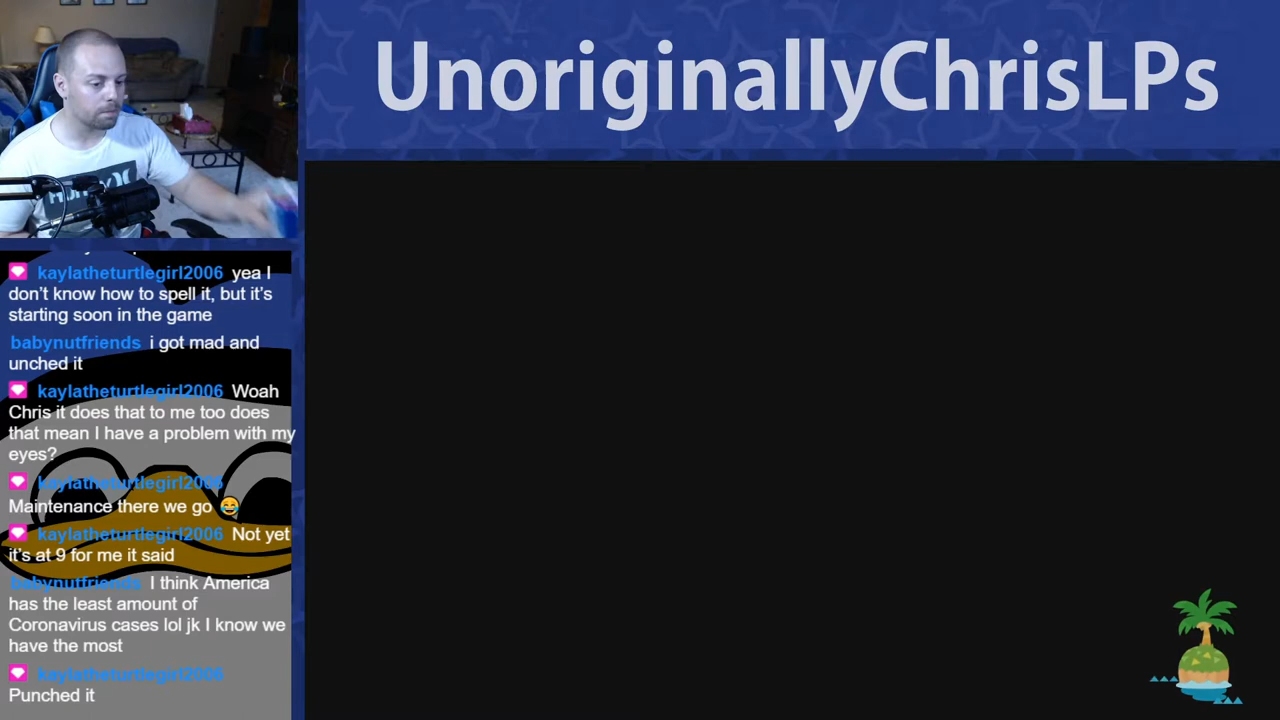 UnoriginallyChrisLPs
kaylatheturtlegirl2006 yea I
don't know how to spell it, but it's
starting soon in the game
babynutfriends i got mad and
unched it
kaylatheturtlegirl2006 Woah
Chris it does that to me too does
that mean I have a problem with my
eyes?
kaylatheturtlegirl2006
Maintenance there we go 😂
kaylatheturtlegirl2006 Not yet
it's at 9 for me it said
babynutfriends I think America
has the least amount of
Coronavirus cases lol jk I know we
have the most
kaylatheturtlegirl2006
Punched it